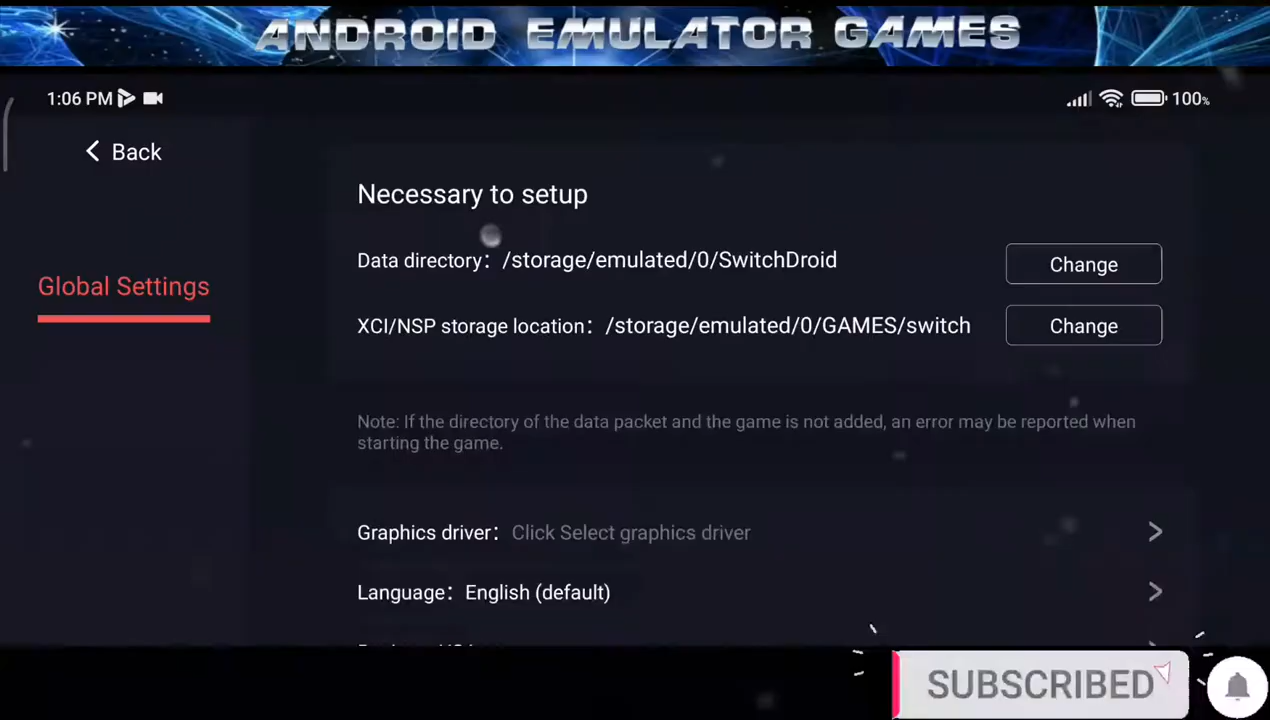 ANDROID EMULATOR GAMES
1:06 PM 100%
Back
Necessary to setup
Data directory: /storage/emulated/0/SwitchDroid Change
Global Settings
XCI/NSP storage location: /storage/emulated/0/GAMES/switch Change
Note: If the directory of the data packet and the game is not added, an error may be reported when
starting the game.
Graphics driver: Click Select graphics driver
Language: English (default)
SUBSCRIBED